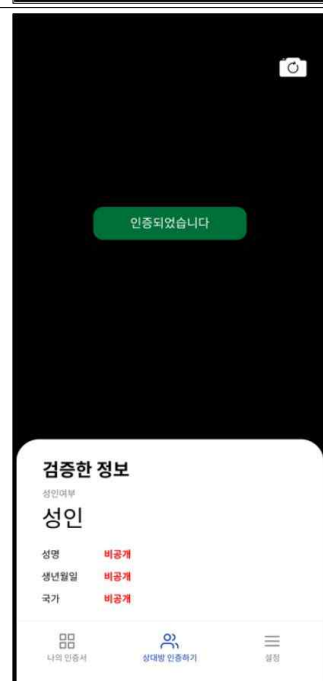 인증되었습니다
검증한 정보
성인여부
성인
성명 비공개
생년월일 비공개
국가 비공개
나의 인증서 상대방 인증하기 설정